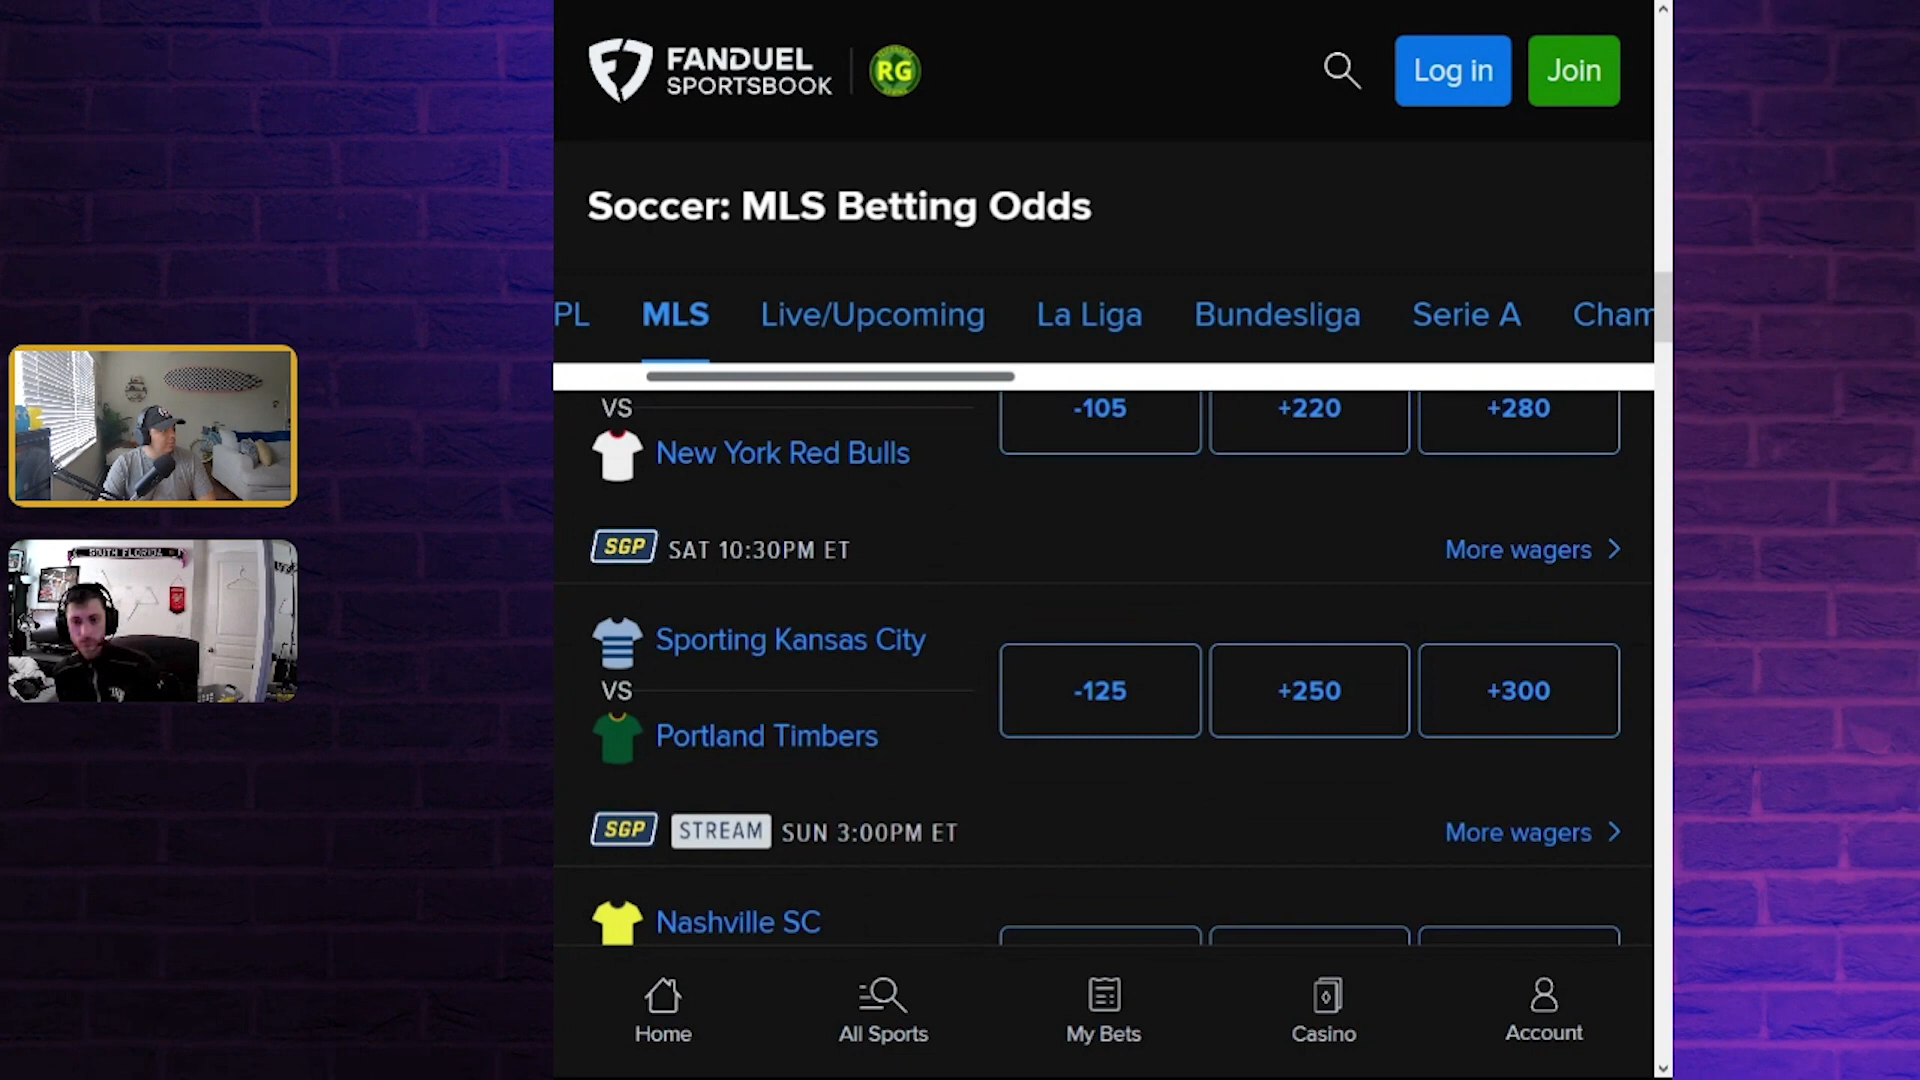 FANDUEL
SPORTSBOOK
RG
Log in
Join
Soccer: MLS Betting Odds
PL MLS Live/Upcoming La Liga Bundesliga Serie A Cham
VS
-105 +220 +280
New York Red Bulls
SGP SAT 10:30PM ET
More wagers
Sporting Kansas City
VS
-125 +250 +300
Portland Timbers
SGP STREAM SUN 3:00PM ET
More wagers
Nashville SC
Home
All Sports
My Bets
Casino
Account
SOUTH FLORIDA